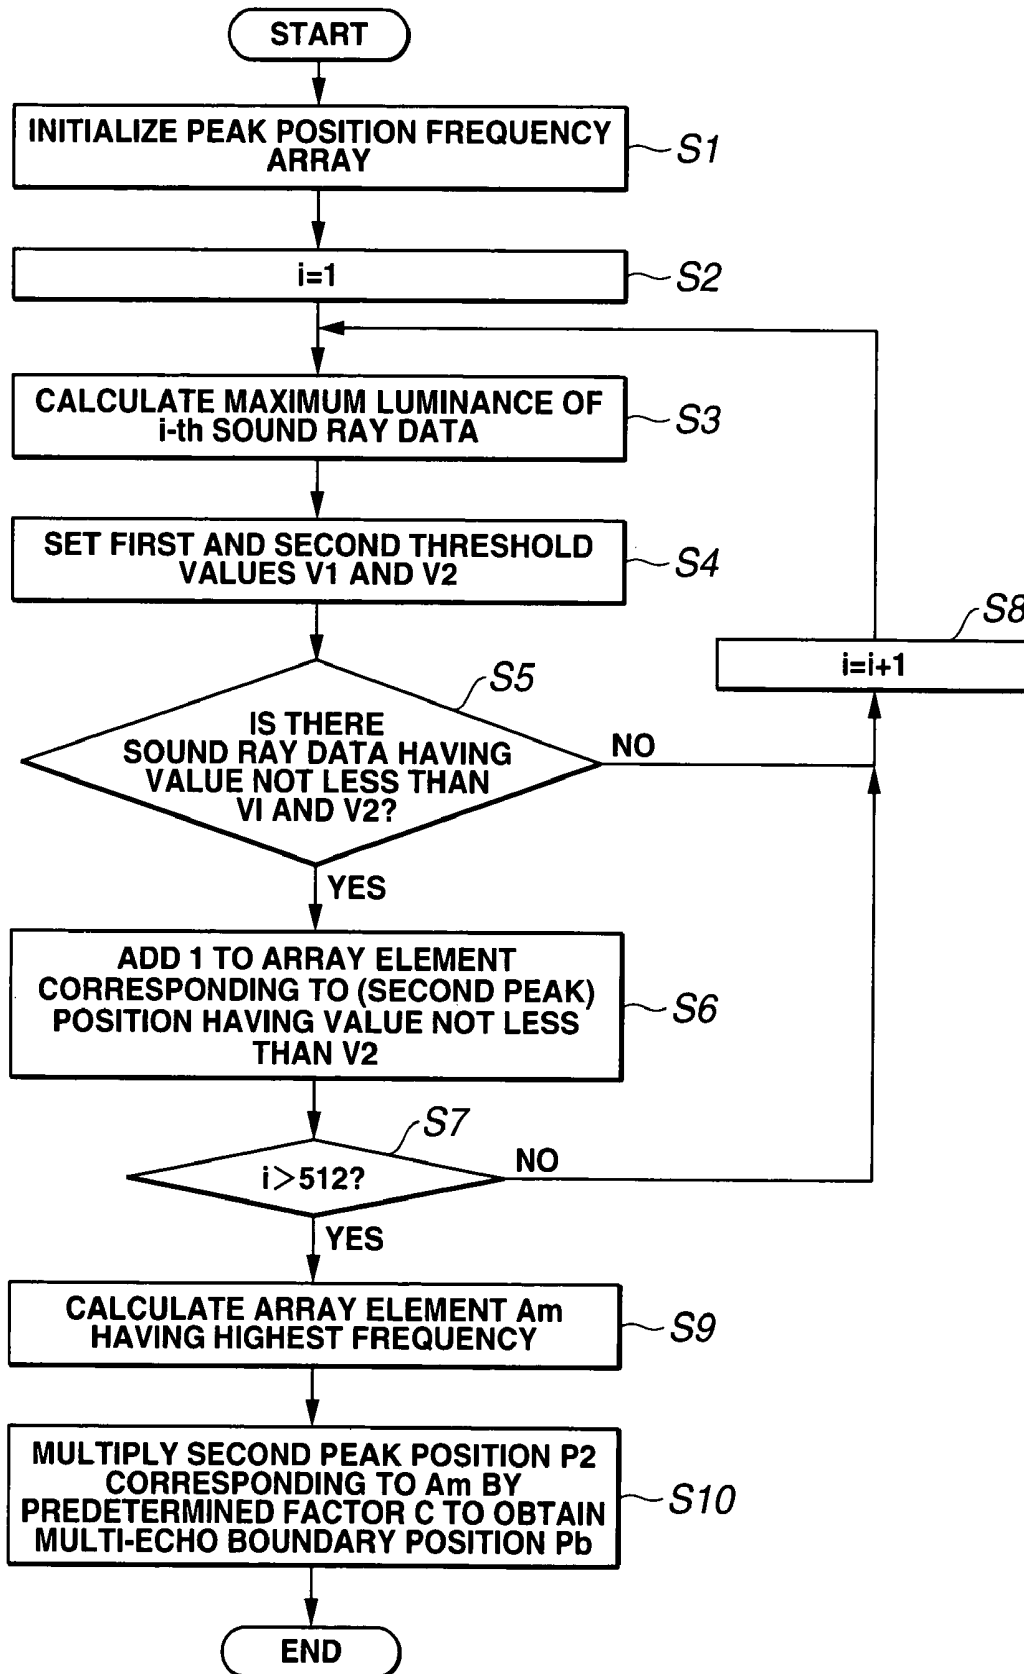 START
INITIALIZE PEAK POSITION FREQUENCY
ARRAY
S1
i=1
S2
CALCULATE MAXIMUM LUMINANCE OF
i-th SOUND RAY DATA
S3
SET FIRST AND SECOND THRESHOLD
VALUES V1 AND V2
S4
S8
i=i+1
S5
IS THERE
SOUND RAY DATA HAVING
VALUE NOT LESS THAN
VI AND V2?
NO
YES
ADD 1 TO ARRAY ELEMENT
CORRESPONDING TO (SECOND PEAK)
POSITION HAVING VALUE NOT LESS
THAN V2
S6
S7
i>512?
NO
YES
CALCULATE ARRAY ELEMENT Am
HAVING HIGHEST FREQUENCY
S9
MULTIPLY SECOND PEAK POSITION P2
CORRESPONDING TO Am BY
PREDETERMINED FACTOR C TO OBTAIN
MULTI-ECHO BOUNDARY POSITION Pb
S10
END